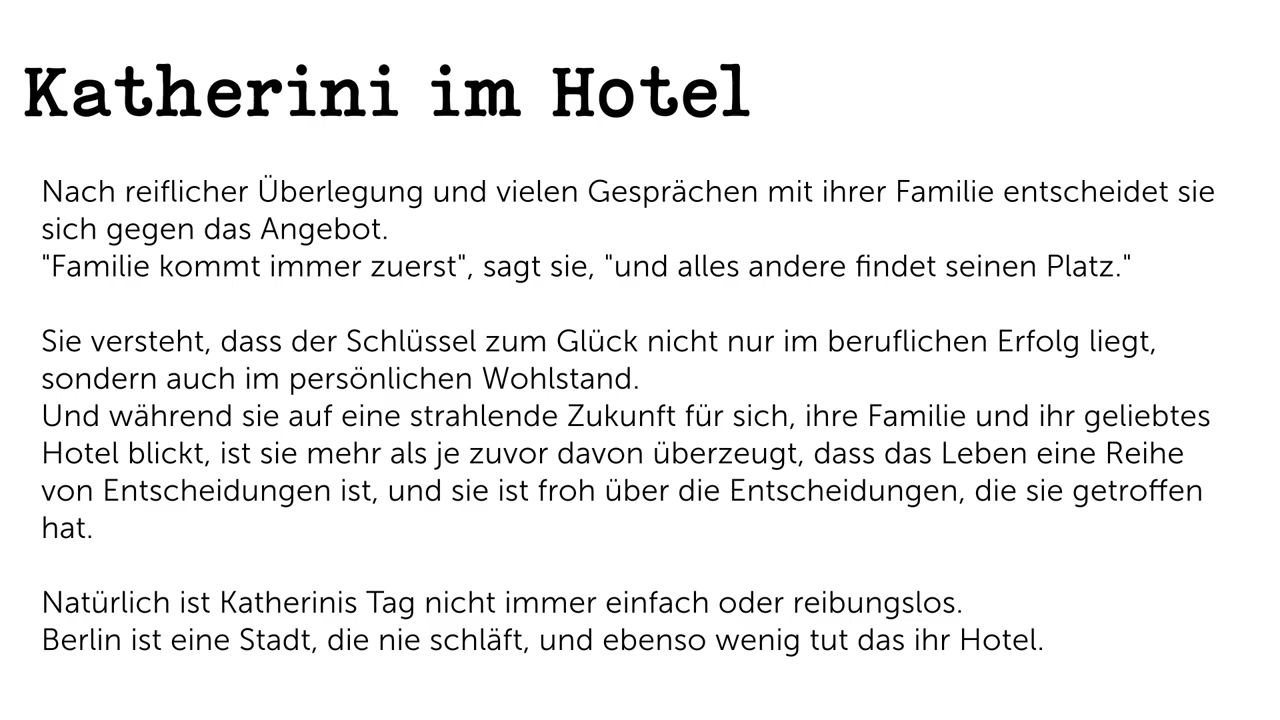 Katherini im Hotel
Nach reiflicher Überlegung und vielen Gesprächen mit ihrer Familie entscheidet sie
sich gegen das Angebot.
"Familie kommt immer zuerst", sagt sie, "und alles andere findet seinen Platz."
Sie versteht, dass der Schlüssel zum Glück nicht nur im beruflichen Erfolg liegt,
sondern auch im persönlichen Wohlstand.
Und während sie auf eine strahlende Zukunft für sich, ihre Familie und ihr geliebtes
Hotel blickt, ist sie mehr als je zuvor davon überzeugt, dass das Leben eine Reihe
von Entscheidungen ist, und sie ist froh über die Entscheidungen, die sie getroffen
hat.
Natürlich ist Katherinis Tag nicht immer einfach oder reibungslos.
Berlin ist eine Stadt, die nie schläft, und ebenso wenig tut das ihr Hotel.